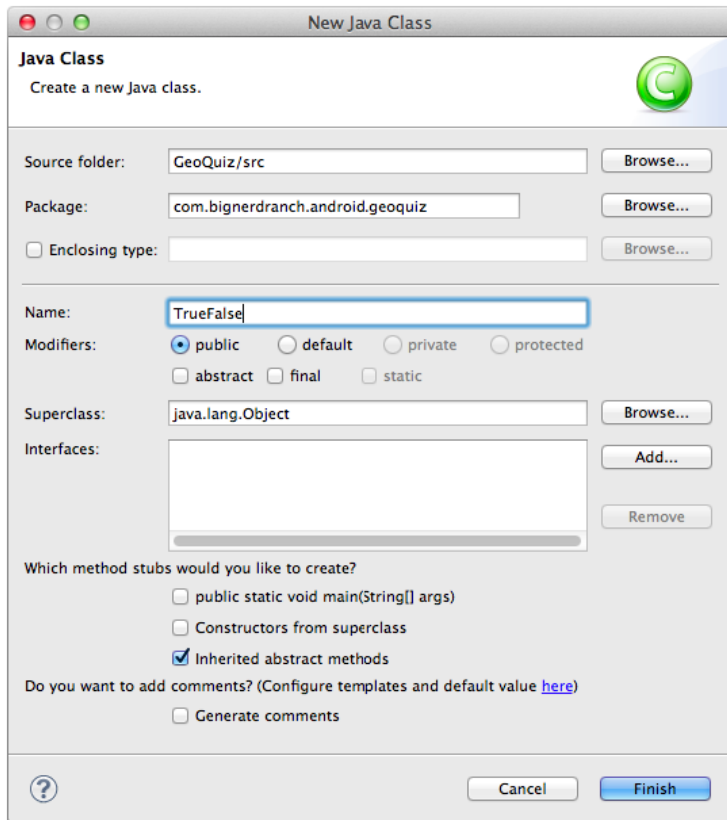 New Java Class
Java Class
Create a new Java class.
C
Source folder: GeoQuiz/src Browse...
Package: com.bignerdranch.android.geoquiz Browse...
Enclosing type: Browse...
Name: TrueFalse
Modifiers: public default private protected
abstract final static
Superclass: java.lang.Object Browse...
Interfaces: Add...
Remove
Which method stubs would you like to create?
public static void main(String[] args)
Constructors from superclass
Inherited abstract methods
Do you want to add comments? (Configure templates and default value here)
Generate comments
? Cancel Finish